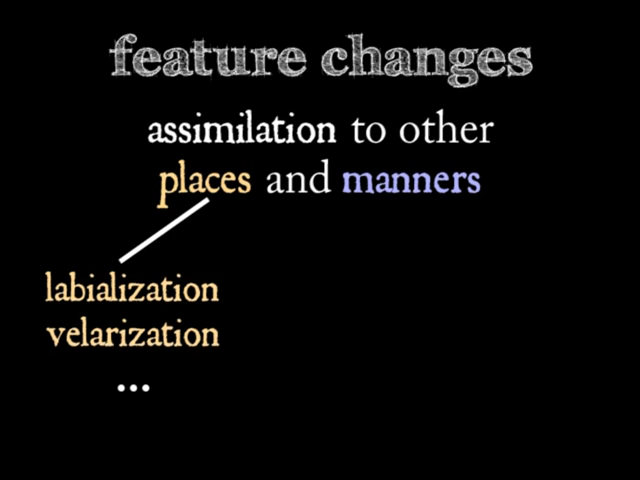 feature changes
assimilation to other
places and manners
labialization
velarization
...